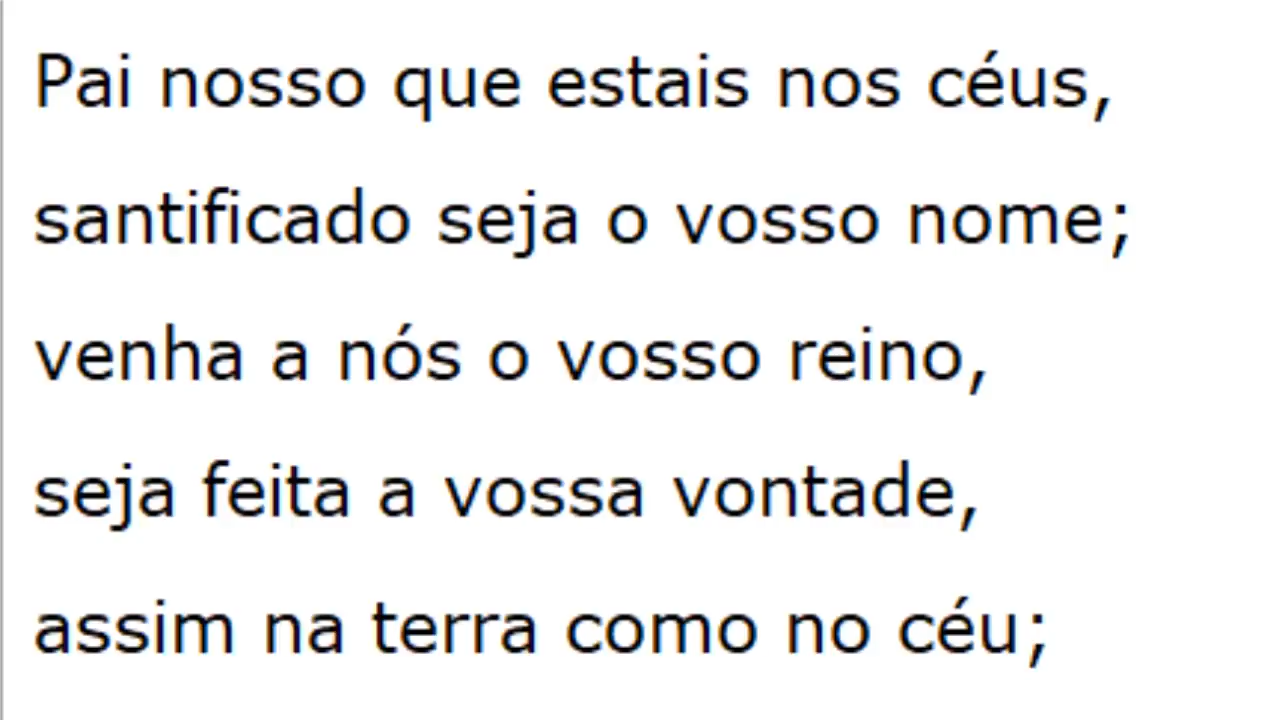 Pai nosso que estais nos céus,
santificado seja o vosso nome;
venha a nós o vosso reino,
seja feita a vossa vontade,
assim na terra como no céu;